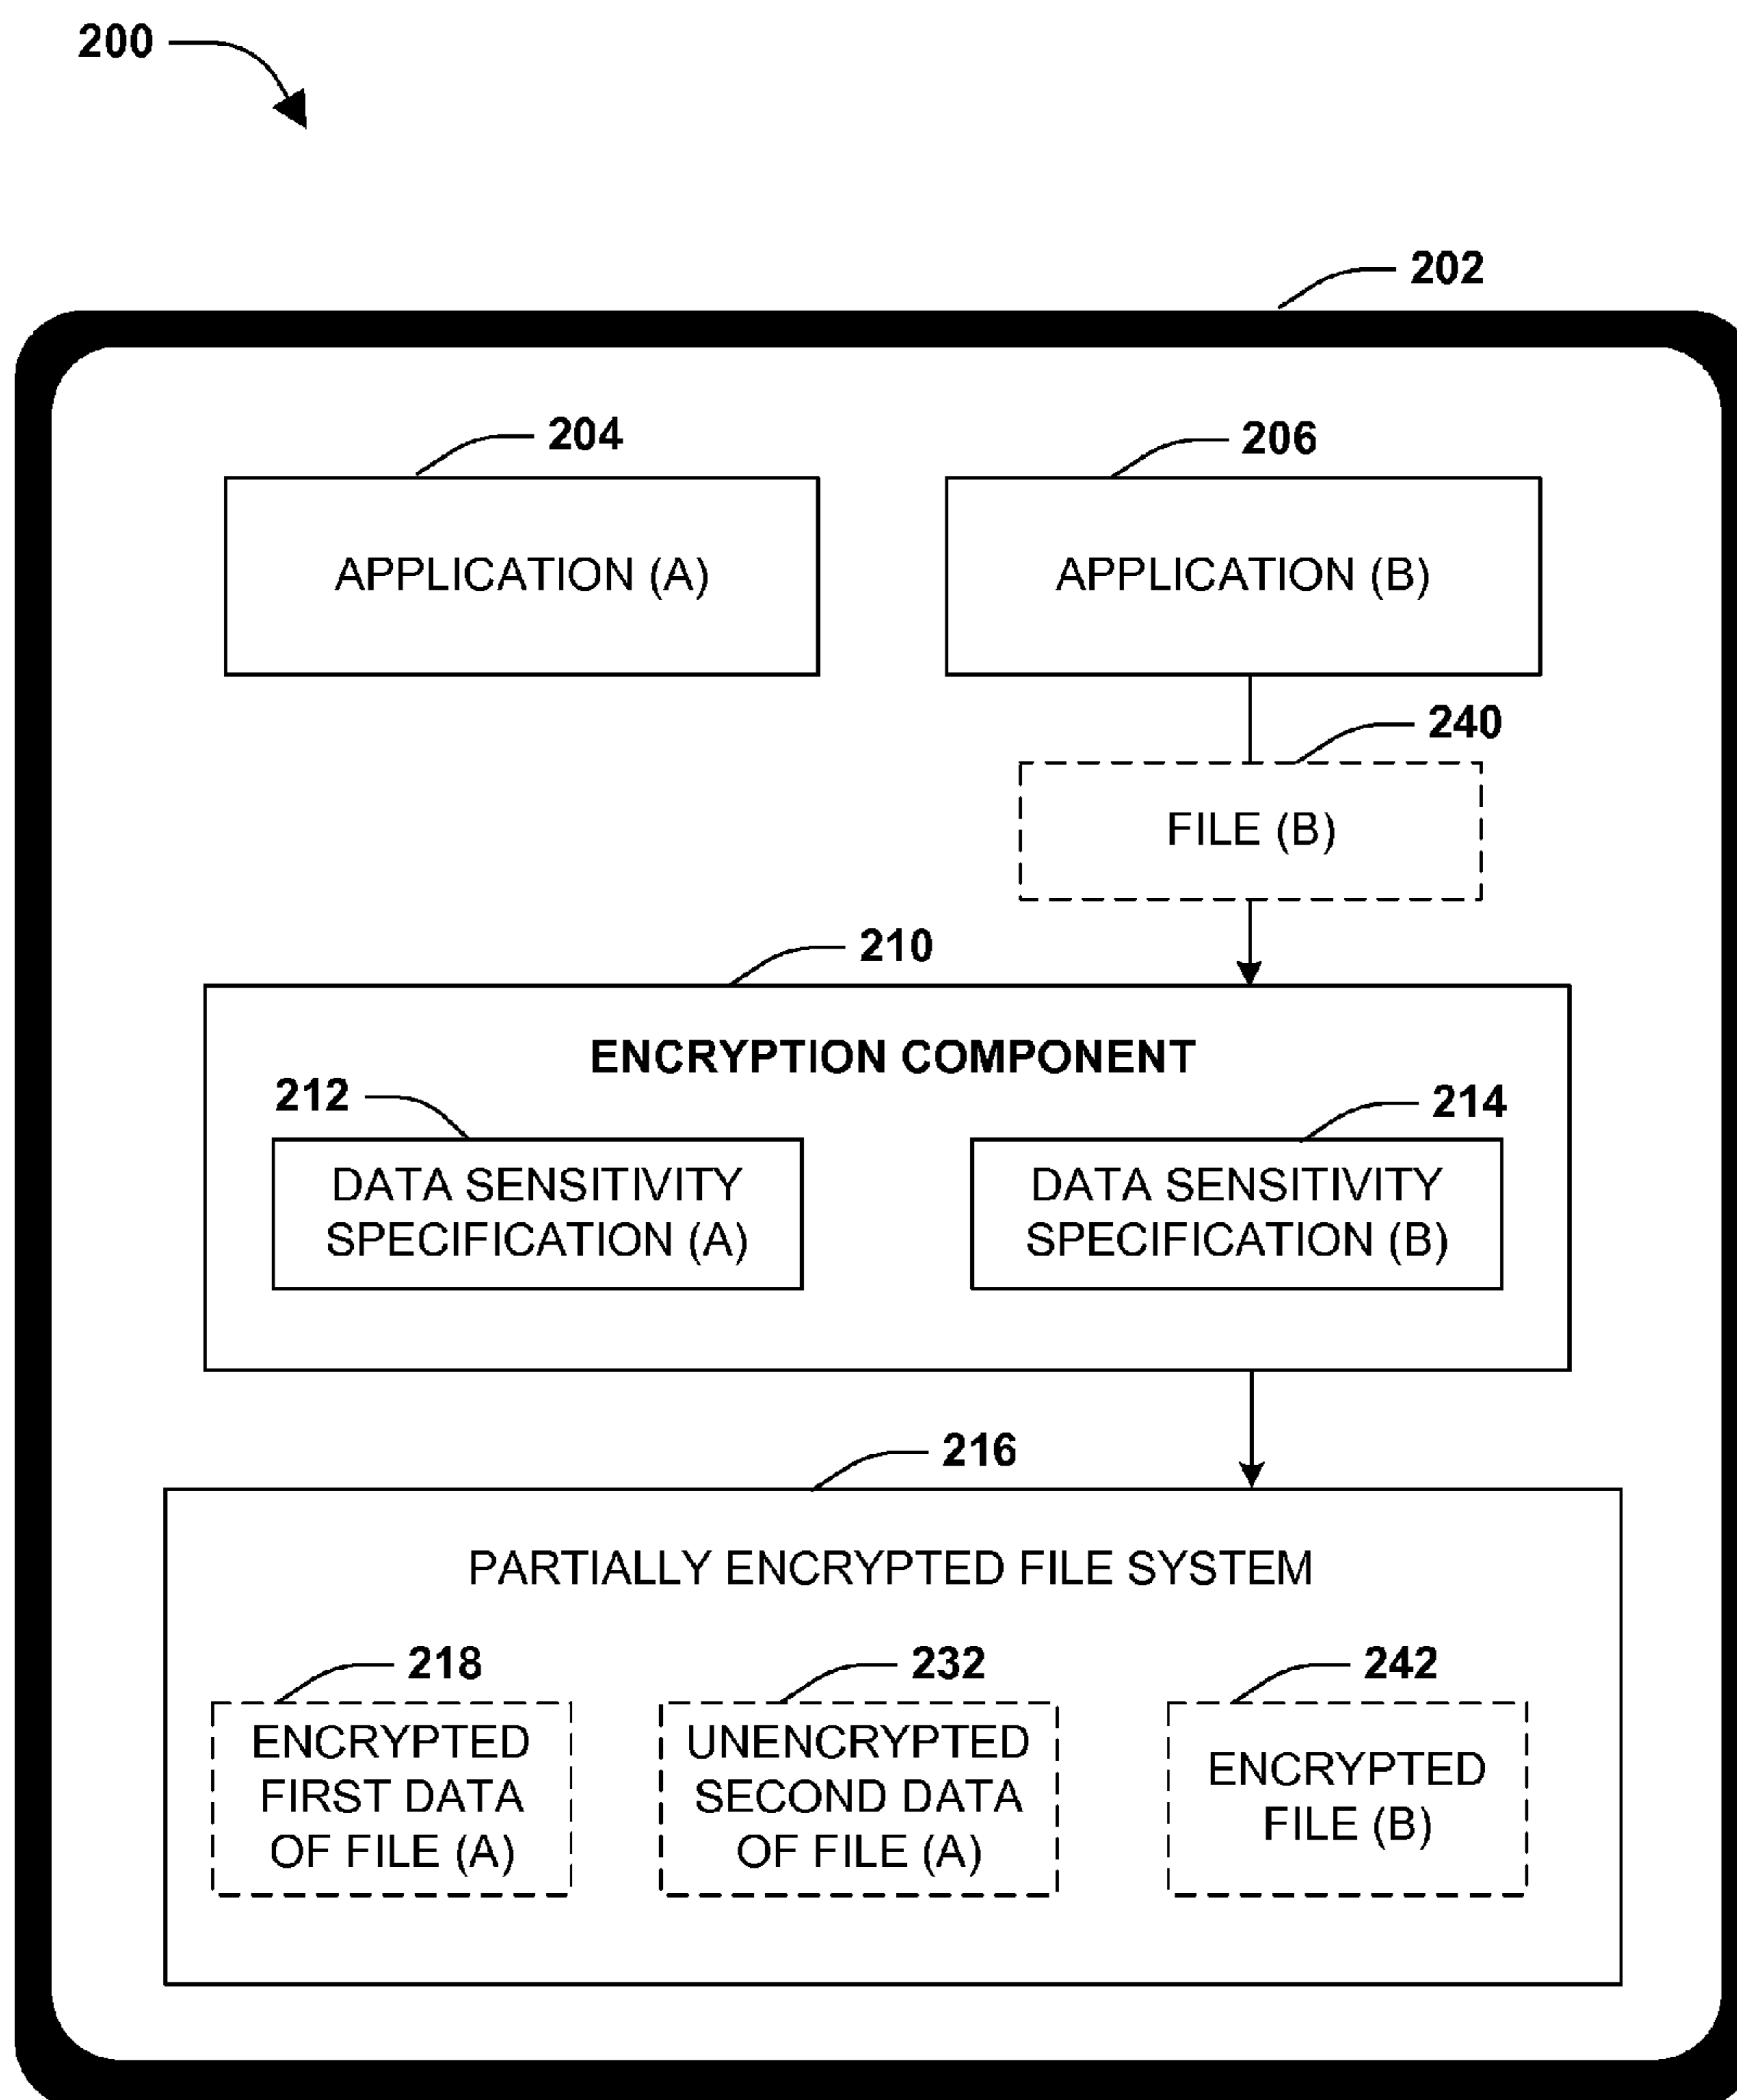 200
202
204
206
APPLICATION (A)
APPLICATION (B)
240
FILE (B)
210
ENCRYPTION COMPONENT
212
214
DATA SENSITIVITY
SPECIFICATION (A)
DATA SENSITIVITY
SPECIFICATION (B)
216
PARTIALLY ENCRYPTED FILE SYSTEM
218
232
242
ENCRYPTED
FIRST DATA
OF FILE (A)
UNENCRYPTED
SECOND DATA
OF FILE (A)
ENCRYPTED
FILE (B)